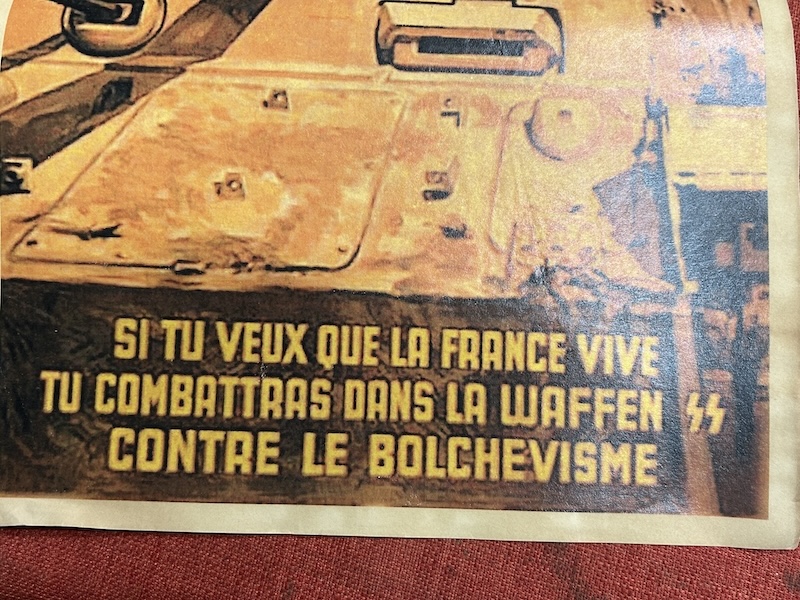 SI TU VEUX QUE LA FRANCE VIVE
TU COMBATTRAS DANS LA WAFFEN SS
CONTRE LE BOLCHEVISME